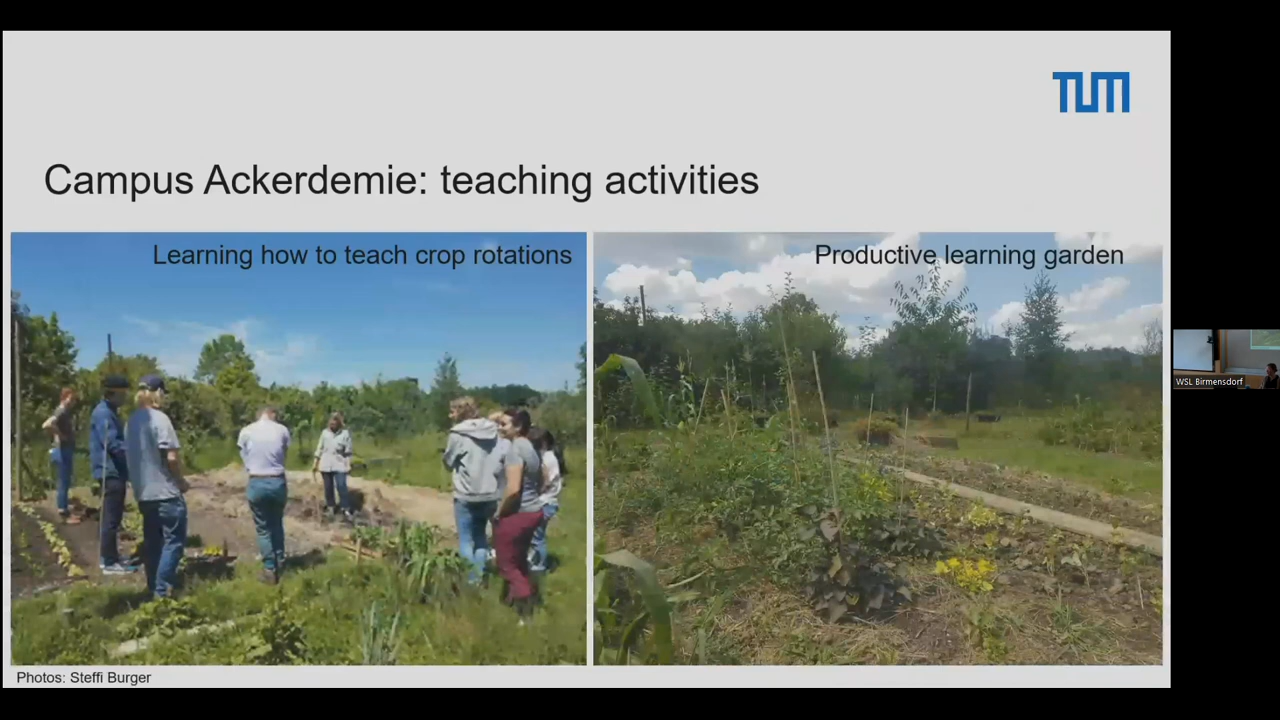 TUM
Campus Ackerdemie: teaching activities
Learning how to teach crop rotations
Productive learning garden
WSL Birmensdorf
Photos: Steffi Burger